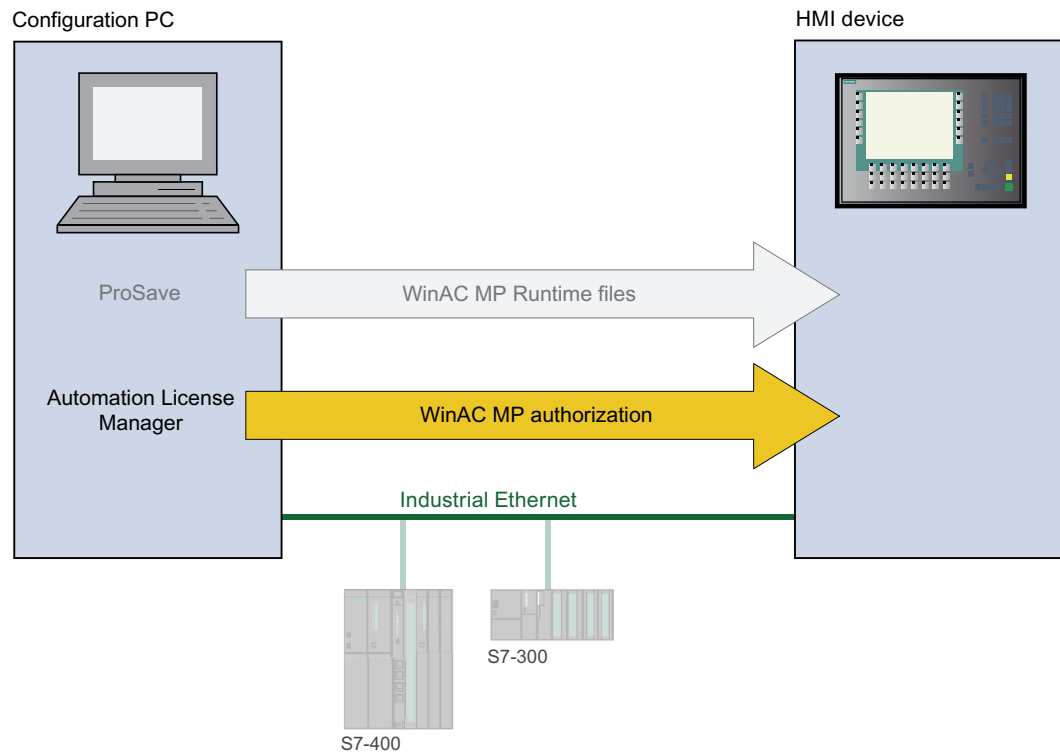 Configuration PC
HMI device
ProSave
WinAC MP Runtime files
Automation License
Manager
WinAC MP authorization
Industrial Ethernet
S7-300
S7-400